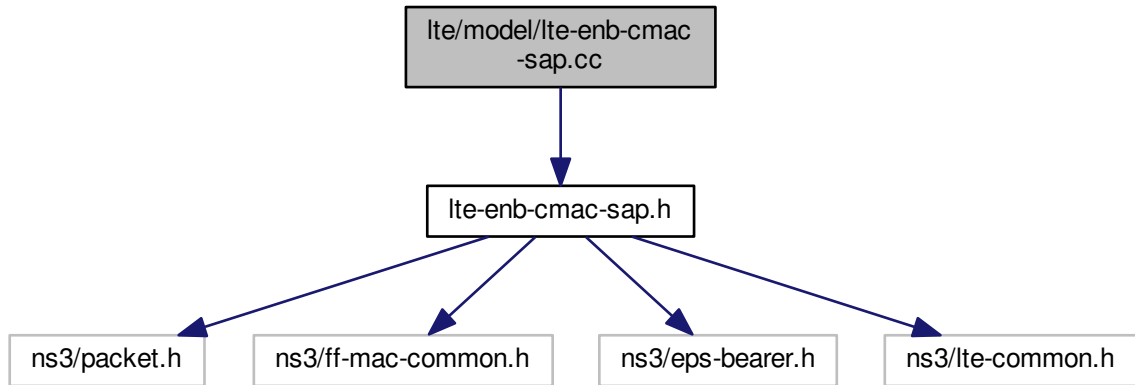 lte/model/lte-enb-cmac
-sap.cc
lte-enb-cmac-sap.h
ns3/packet.h
ns3/ff-mac-common.h
ns3/eps-bearer.h
ns3/lte-common.h